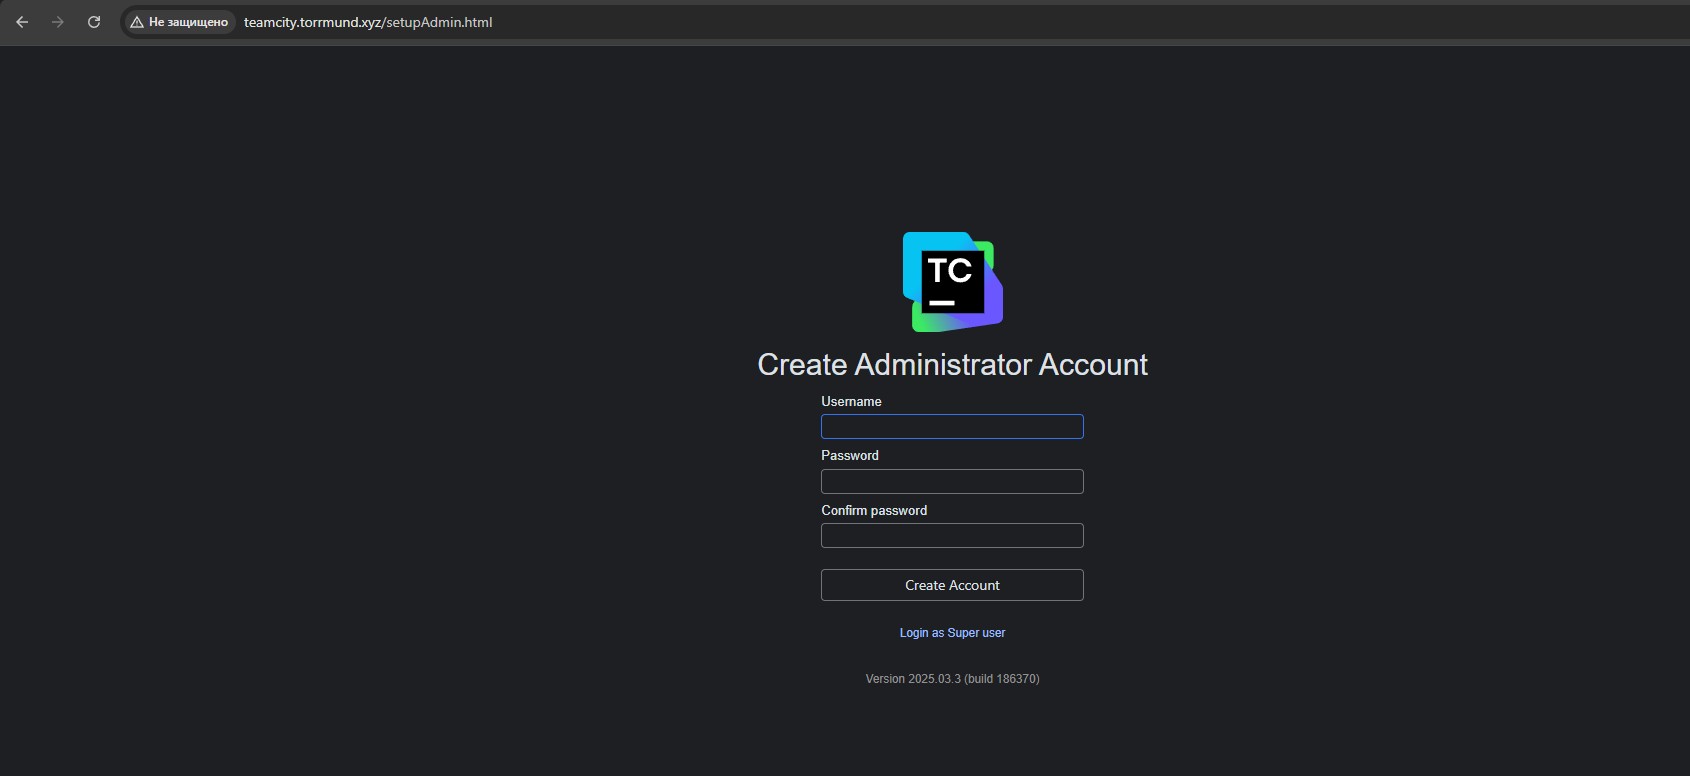 Не защищено teamcity.torrmund.xyz/setupAdmin.html
TC
Create Administrator Account
Username
Password
Confirm password
Create Account
Login as Super user
Version 2025.03.3 (build 186370)